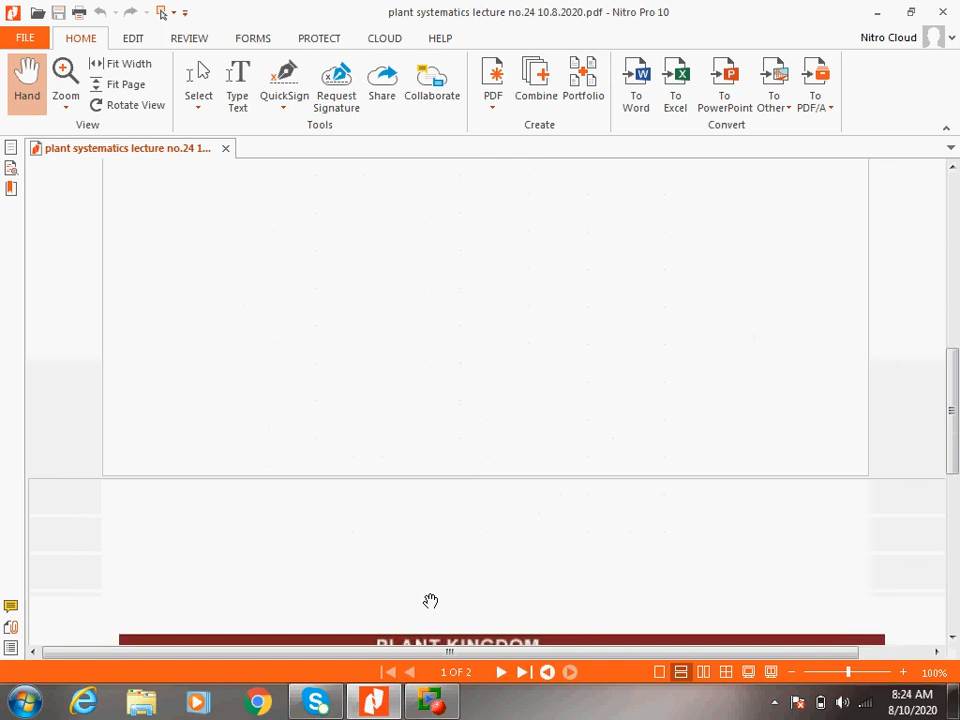 plant systematics lecture no.24 10.8.2020.pdf - Nitro Pro 10
FILE HOME EDIT REVIEW FORMS PROTECT CLOUD HELP Nitro Cloud
Hand
Zoom
Fit Width
Fit Page
Rotate View
View
Select
Type Text
QuickSign
Request Signature
Share
Collaborate
Tools
PDF
Combine
Portfolio
Create
To Word
To Excel
To PowerPoint
To Other
To PDF/A
Convert
plant systematics lecture no.24 1...
PLANT KINGDOM
1 OF 2
100%
8:24 AM
8/10/2020